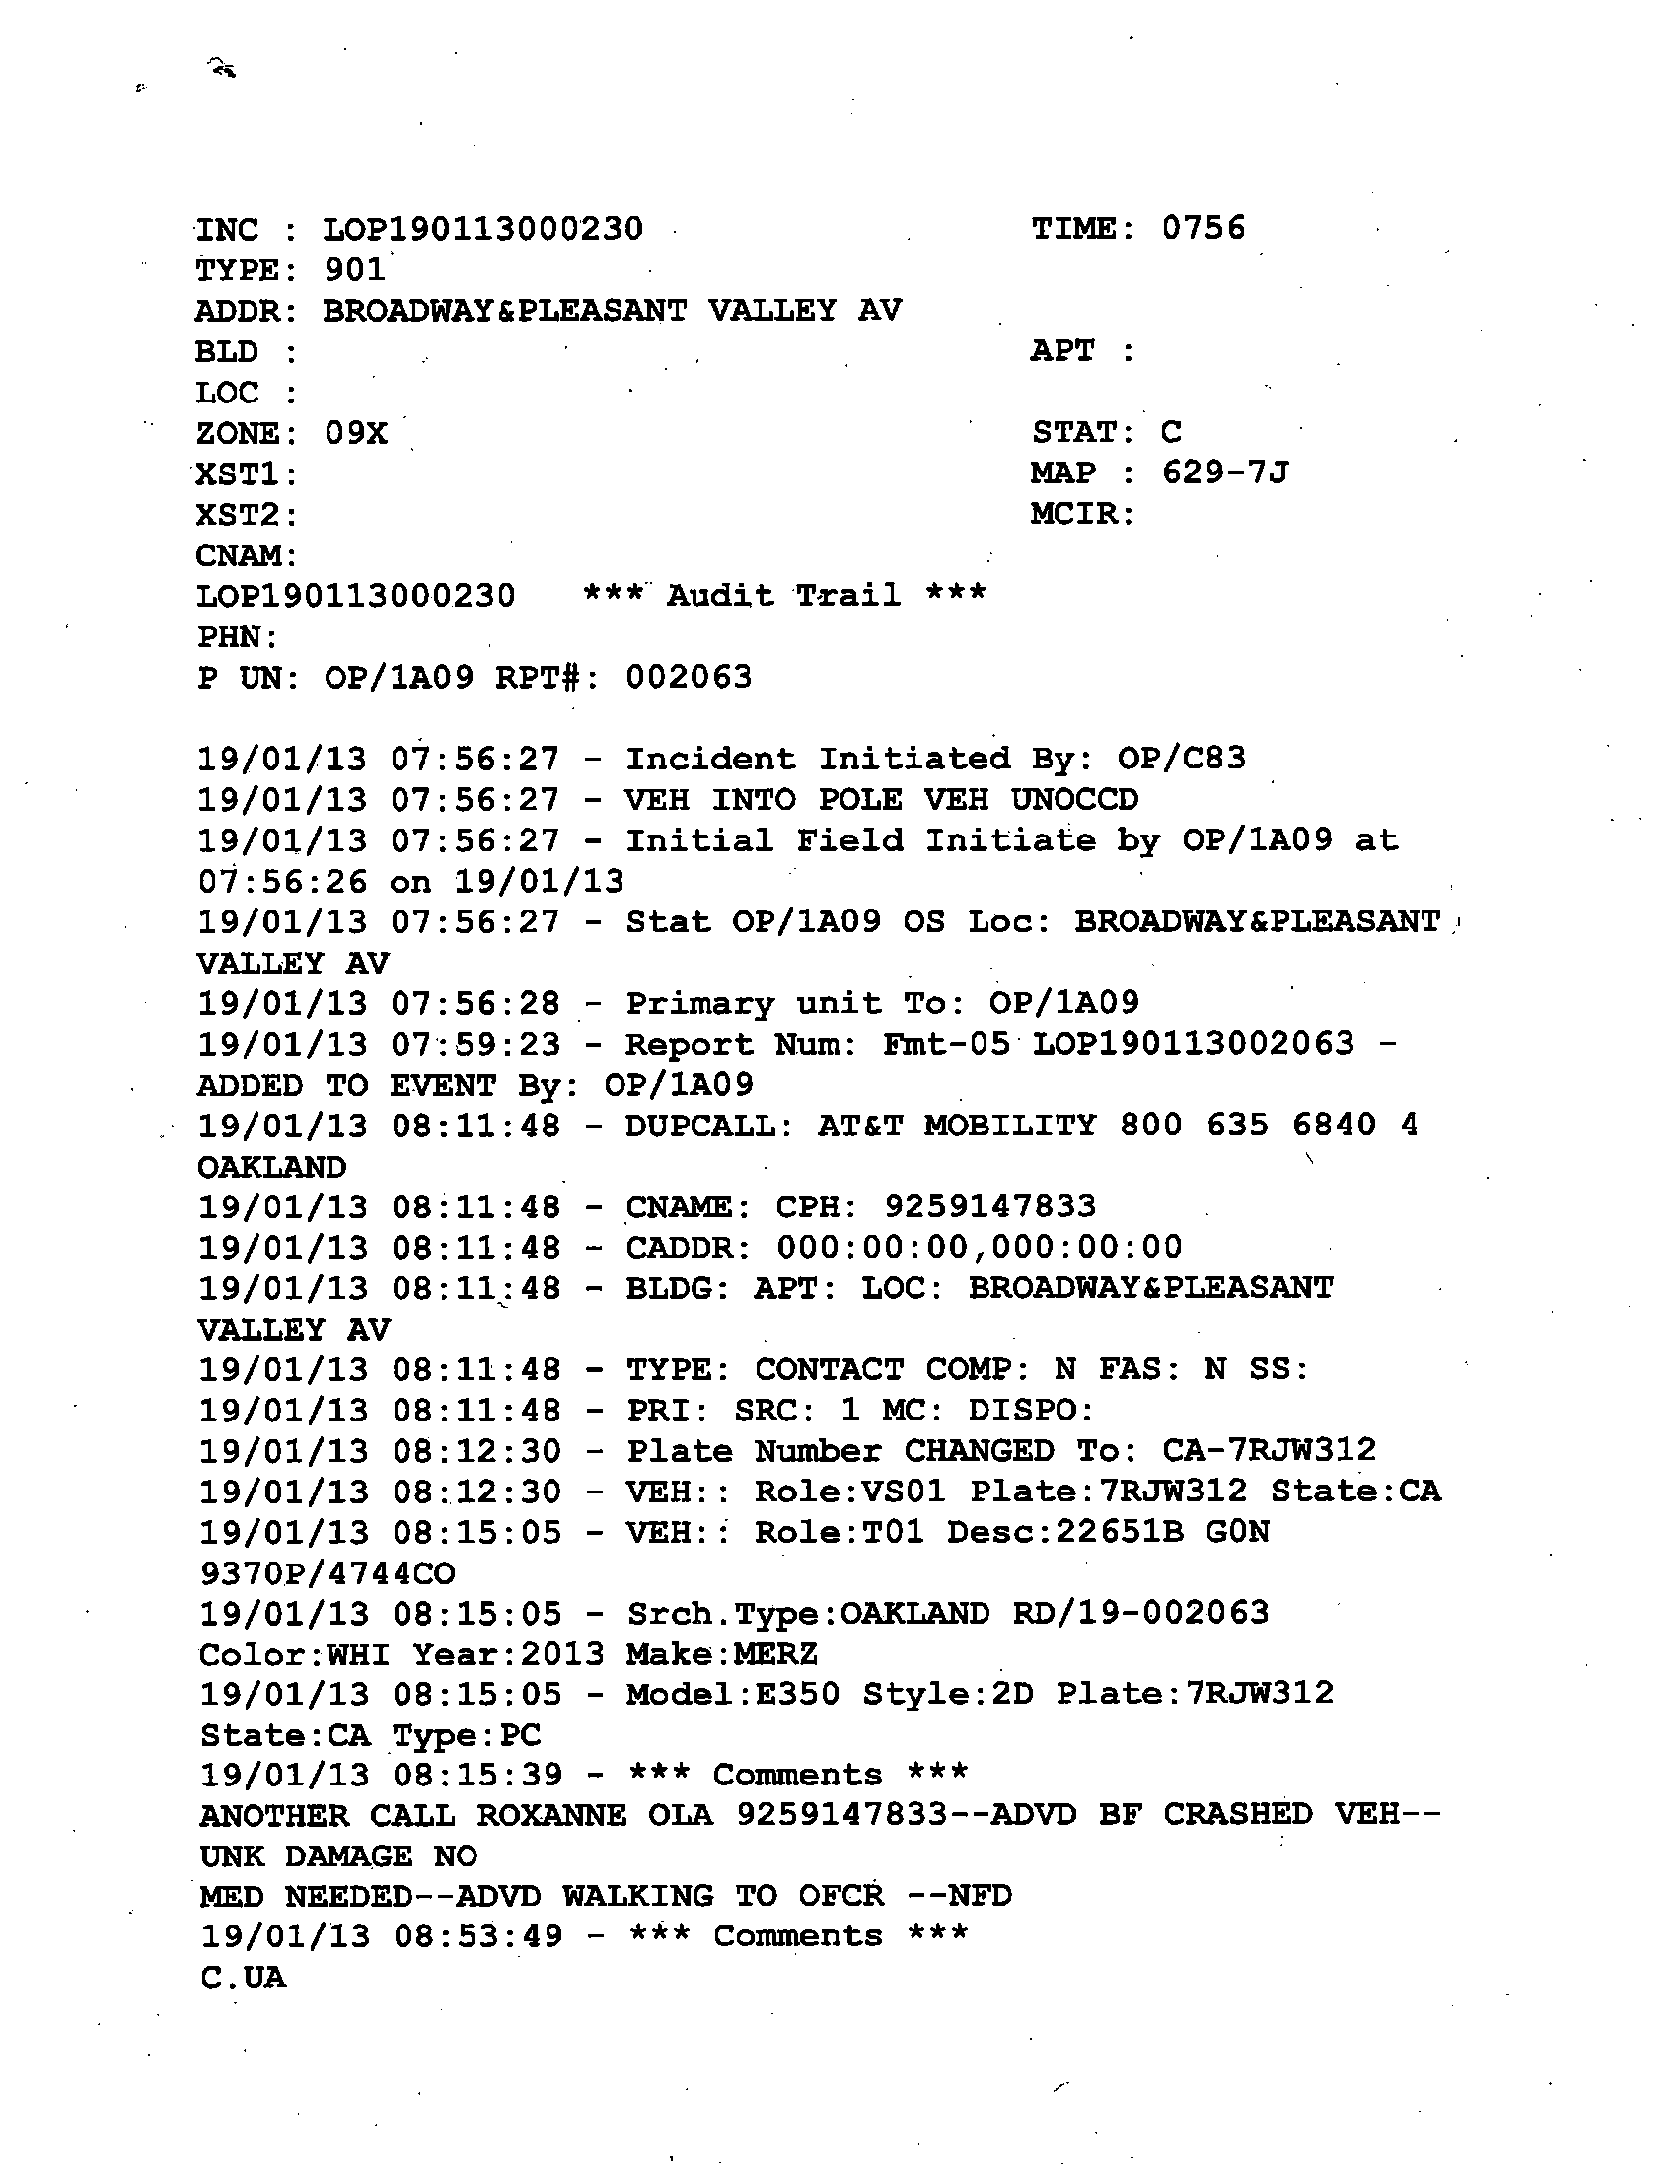 INC : LOP190113000230 TIME: 0756
TYPE: 901
ADDR: BROADWAY&PLEASANT VALLEY AV
BLD : APT :
LOC :
ZONE: 09X STAT: C
XST1: MAP : 629-7J
XST2: MCIR:
CNAM:
LOP190113000230 *** Audit Trail ***
PHN:
P UN: OP/1A09 RPT#: 002063
19/01/13 07:56:27 - Incident Initiated By: OP/C83
19/01/13 07:56:27 - VEH INTO POLE VEH UNOCCD
19/01/13 07:56:27 - Initial Field Initiate by OP/1A09 at
07:56:26 on 19/01/13
19/01/13 07:56:27 - Stat OP/1A09 OS Loc: BROADWAY&PLEASANT
VALLEY AV
19/01/13 07:56:28 - Primary unit To: OP/1A09
19/01/13 07:59:23 - Report Num: Fmt-05 LOP190113002063 -
ADDED TO EVENT By: OP/1A09
19/01/13 08:11:48 - DUPCALL: AT&T MOBILITY 800 635 6840 4
OAKLAND
19/01/13 08:11:48 - CNAME: CPH: 9259147833
19/01/13 08:11:48 - CADDR: 000:00:00,000:00:00
19/01/13 08:11:48 - BLDG: APT: LOC: BROADWAY&PLEASANT
VALLEY AV
19/01/13 08:11:48 - TYPE: CONTACT COMP: N FAS: N SS:
19/01/13 08:11:48 - PRI: SRC: 1 MC: DISPO:
19/01/13 08:12:30 - Plate Number CHANGED To: CA-7RJW312
19/01/13 08:12:30 - VEH:: Role:VS01 Plate:7RJW312 State:CA
19/01/13 08:15:05 - VEH:: Role:T01 Desc:22651B GON
9370P/4744CO
19/01/13 08:15:05 - Srch.Type:OAKLAND RD/19-002063
Color:WHI Year:2013 Make:MERZ
19/01/13 08:15:05 - Model:E350 Style:2D Plate:7RJW312
State:CA Type:PC
19/01/13 08:15:39 - *** Comments ***
ANOTHER CALL ROXANNE OLA 9259147833--ADVD BF CRASHED VEH--
UNK DAMAGE NO
MED NEEDED--ADVD WALKING TO OFCR --NFD
19/01/13 08:53:49 - *** Comments ***
C.UA